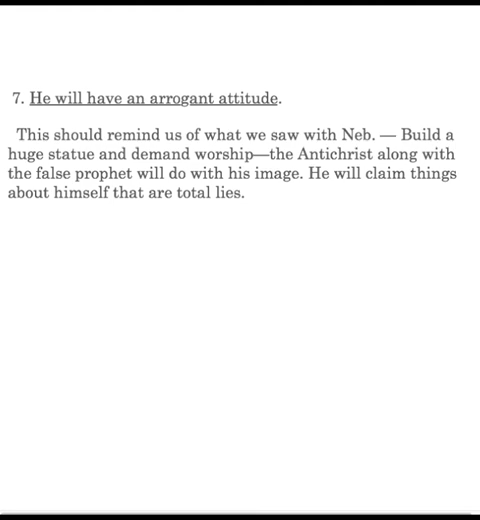 7. He will have an arrogant attitude.
This should remind us of what we saw with Neb. — Build a
huge statue and demand worship—the Antichrist along with
the false prophet will do with his image. He will claim things
about himself that are total lies.